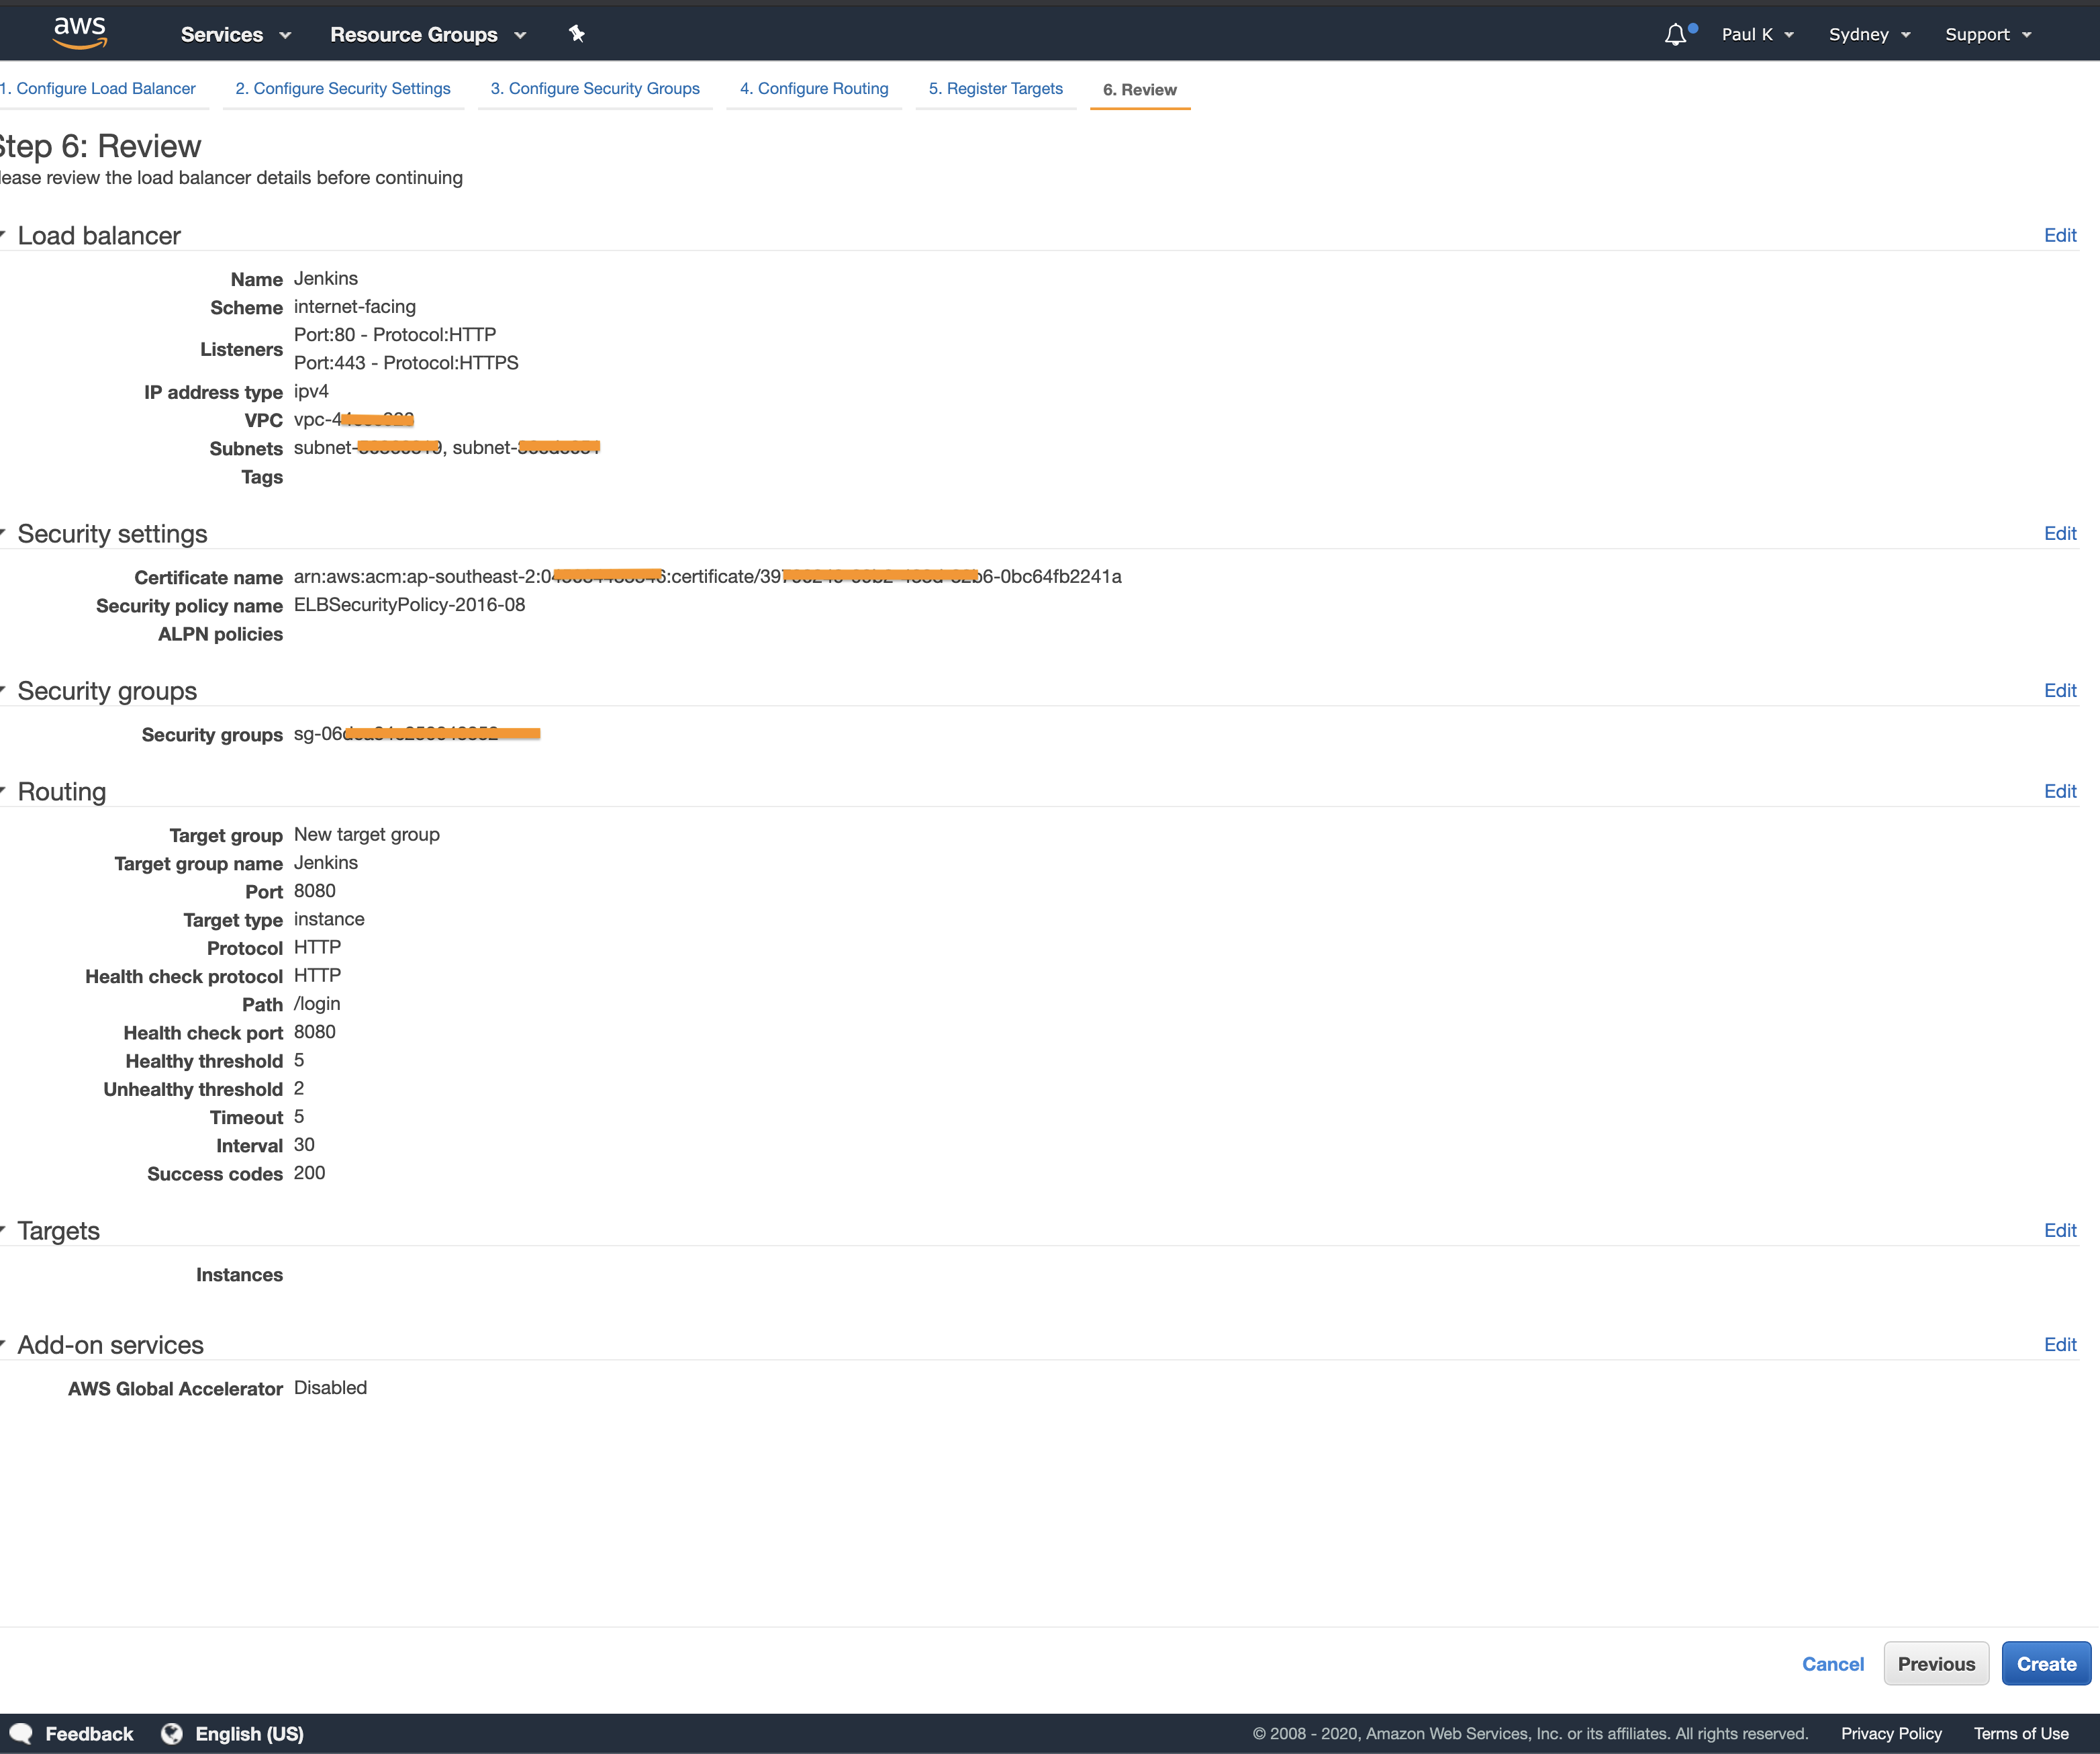 aws Services Resource Groups Paul K Sydney Support
1. Configure Load Balancer 2. Configure Security Settings 3. Configure Security Groups 4. Configure Routing 5. Register Targets 6. Review
Step 6: Review
lease review the load balancer details before continuing
Load balancer Edit
Name Jenkins
Scheme internet-facing
Listeners Port:80 - Protocol:HTTP
Port:443 - Protocol:HTTPS
IP address type ipv4
VPC vpc-4
Subnets subnet- , subnet-
Tags
Security settings Edit
Certificate name arn:aws:acm:ap-southeast-2:04 6:certificate/39 b6-0bc64fb2241a
Security policy name ELBSecurityPolicy-2016-08
ALPN policies
Security groups Edit
Security groups sg-06
Routing Edit
Target group New target group
Target group name Jenkins
Port 8080
Target type instance
Protocol HTTP
Health check protocol HTTP
Path /login
Health check port 8080
Healthy threshold 5
Unhealthy threshold 2
Timeout 5
Interval 30
Success codes 200
Targets Edit
Instances
Add-on services Edit
AWS Global Accelerator Disabled
Cancel Previous Create
Feedback English (US) © 2008 - 2020, Amazon Web Services, Inc. or its affiliates. All rights reserved. Privacy Policy Terms of Use